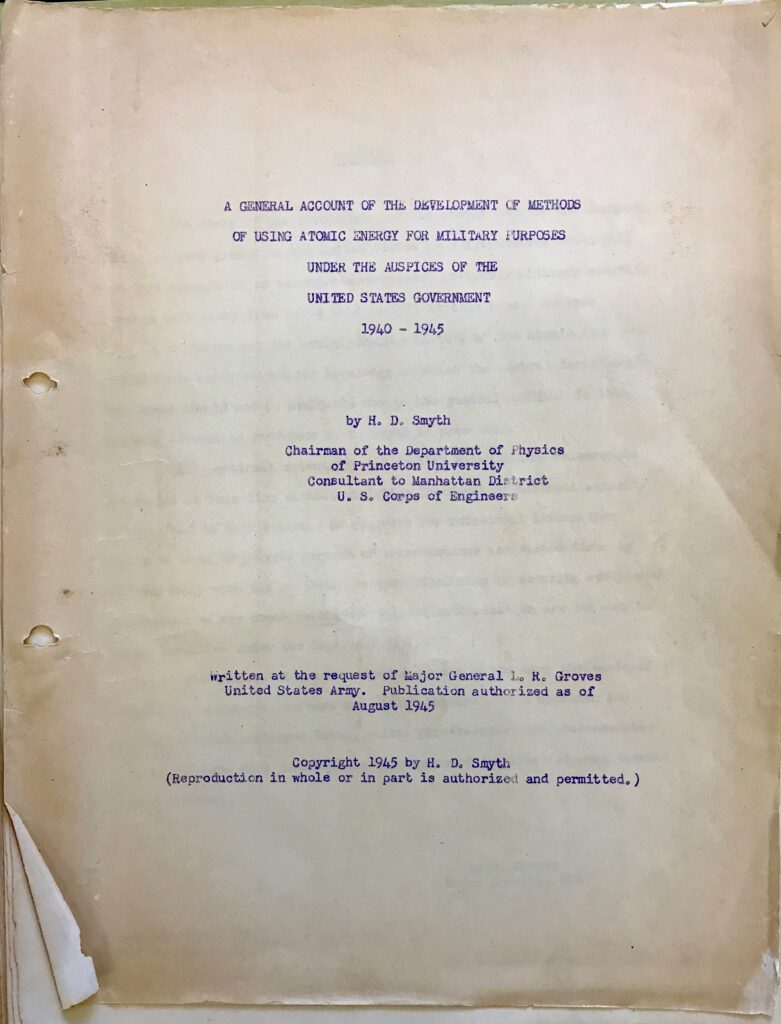 A GENERAL ACCOUNT OF THE DEVELOPMENT OF METHODS
OF USING ATOMIC ENERGY FOR MILITARY PURPOSES
UNDER THE AUSPICES OF THE
UNITED STATES GOVERNMENT
1940 - 1945
by H. D. Smyth
Chairman of the Department of Physics
of Princeton University
Consultant to Manhattan District
U. S. Corps of Engineers
Written at the request of Major General L. R. Groves
United States Army. Publication authorized as of
August 1945
Copyright 1945 by H. D. Smyth
(Reproduction in whole or in part is authorized and permitted.)